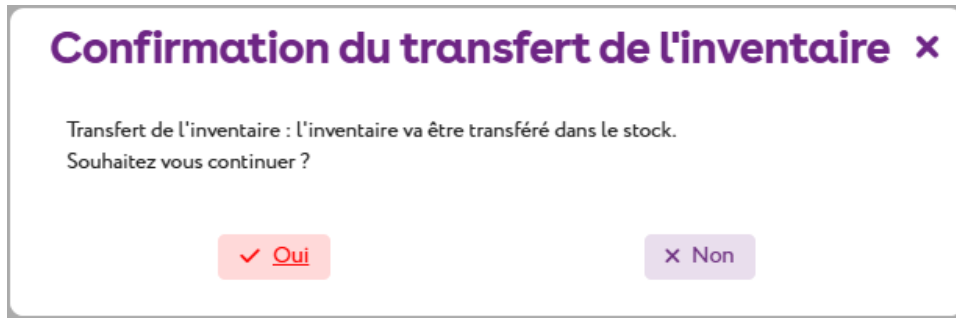 Confirmation du transfert de l'inventaire
Transfert de l'inventaire : l'inventaire va être transféré dans le stock.
Souhaitez vous continuer ?
Oui
Non